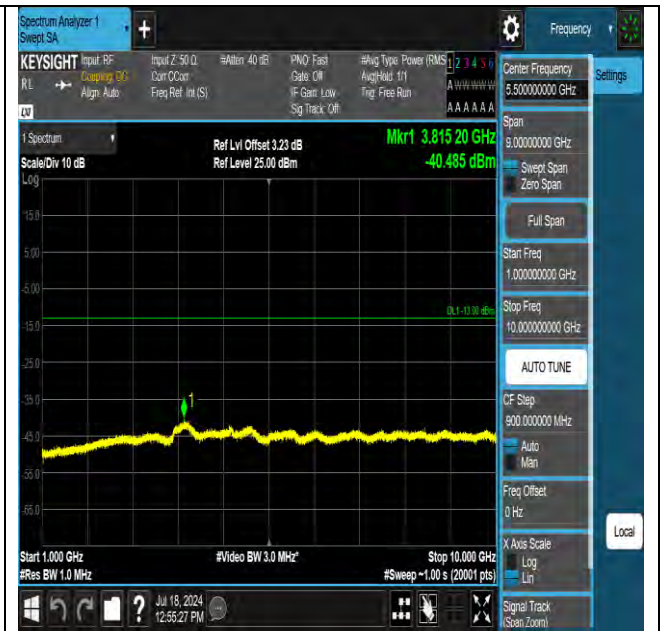 Spectrum Analyzer 1
Swept SA
+
Frequency
KEYSIGHT
RL
Input: RF
Coupling: DC
Align: Auto
Input Z: 50 Ω
Corr CCorr
Freq Ref: Int (S)
#Atten: 40 dB
PNO: Fast
Gate: Off
IF Gain: Low
Sig Track: Off
#Avg Type: Power (RMS
Avg|Hold: 1/1
Trig: Free Run
1 2 3 4 5 6
A W W W W W
A A A A A A
1 Spectrum
Scale/Div 10 dB
Ref Lvl Offset 3.23 dB
Ref Level 25.00 dBm
Mkr1 3.815 20 GHz
-40.485 dBm
Log
15.0
5.00
-5.00
DL1 -13.00 dBm
-15.0
-25.0
-35.0
1
-45.0
-55.0
-65.0
Start 1.000 GHz
#Res BW 1.0 MHz
#Video BW 3.0 MHz*
Stop 10.000 GHz
#Sweep ~1.00 s (20001 pts)
Jul 18, 2024
12:55:27 PM
?
Center Frequency
5.500000000 GHz
Settings
Span
9.00000000 GHz
Swept Span
Zero Span
Full Span
Start Freq
1.000000000 GHz
Stop Freq
10.000000000 GHz
AUTO TUNE
CF Step
900.000000 MHz
Auto
Man
Freq Offset
0 Hz
X Axis Scale
Log
Lin
Local
Signal Track
(Span Zoom)